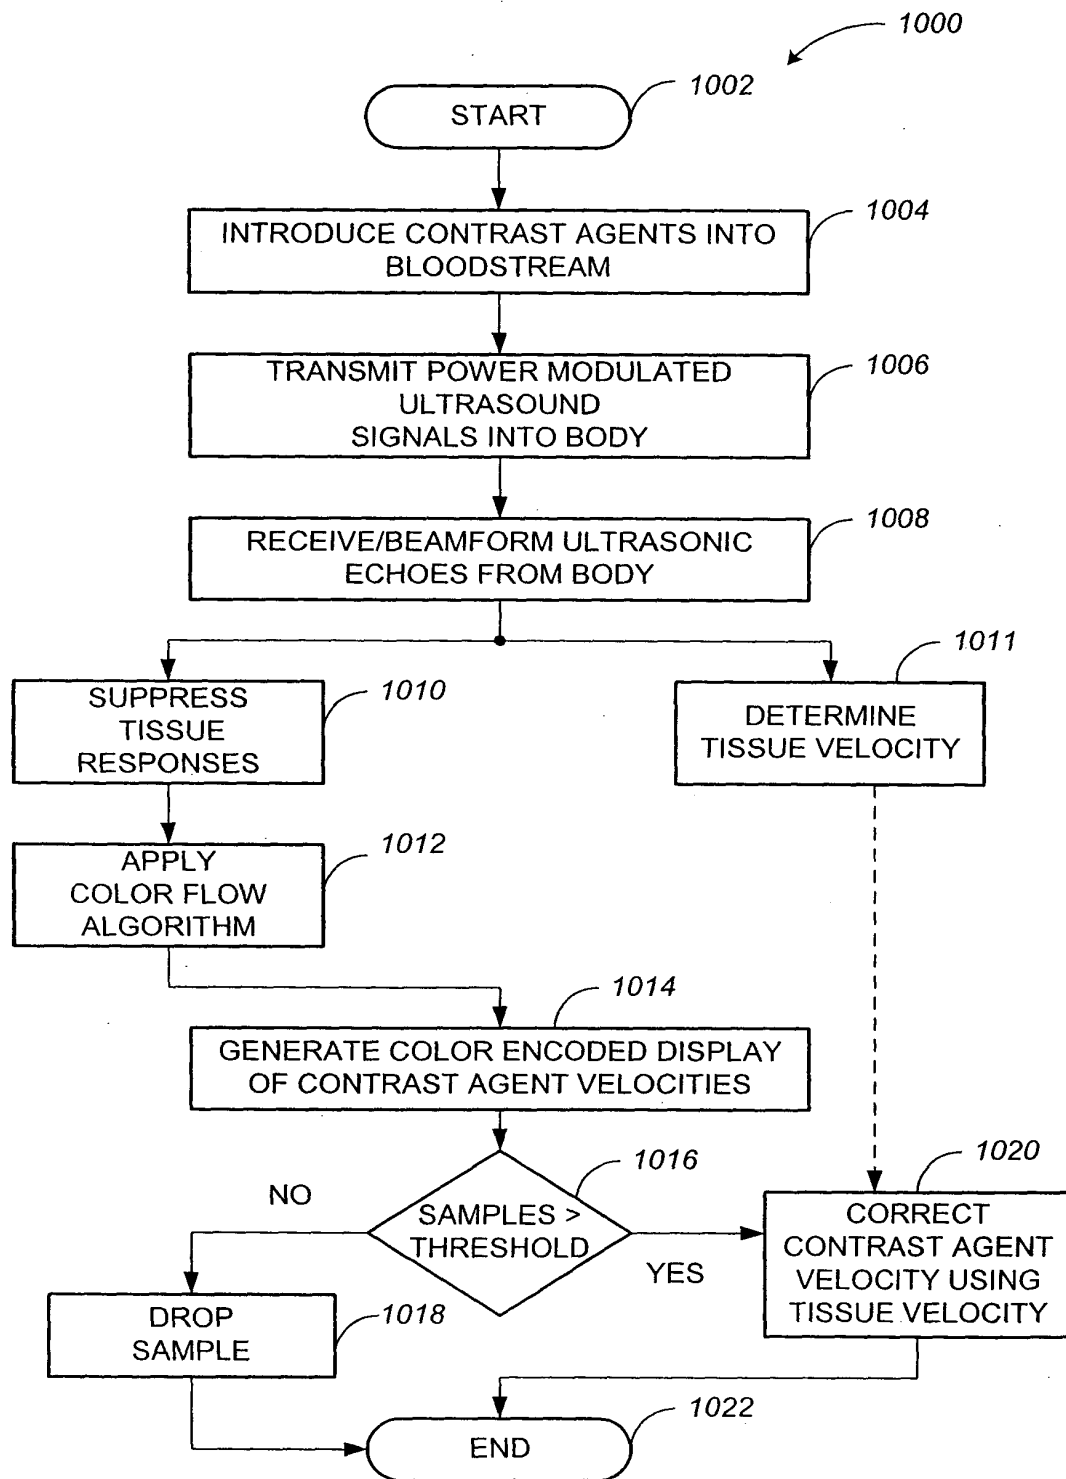 1000
1002
START
1004
INTRODUCE CONTRAST AGENTS INTO
BLOODSTREAM
1006
TRANSMIT POWER MODULATED
ULTRASOUND
SIGNALS INTO BODY
1008
RECEIVE/BEAMFORM ULTRASONIC
ECHOES FROM BODY
1010
SUPPRESS
TISSUE
RESPONSES
1011
DETERMINE
TISSUE VELOCITY
1012
APPLY
COLOR FLOW
ALGORITHM
1014
GENERATE COLOR ENCODED DISPLAY
OF CONTRAST AGENT VELOCITIES
1016
NO
SAMPLES >
THRESHOLD
YES
1020
CORRECT
CONTRAST AGENT
VELOCITY USING
TISSUE VELOCITY
1018
DROP
SAMPLE
1022
END